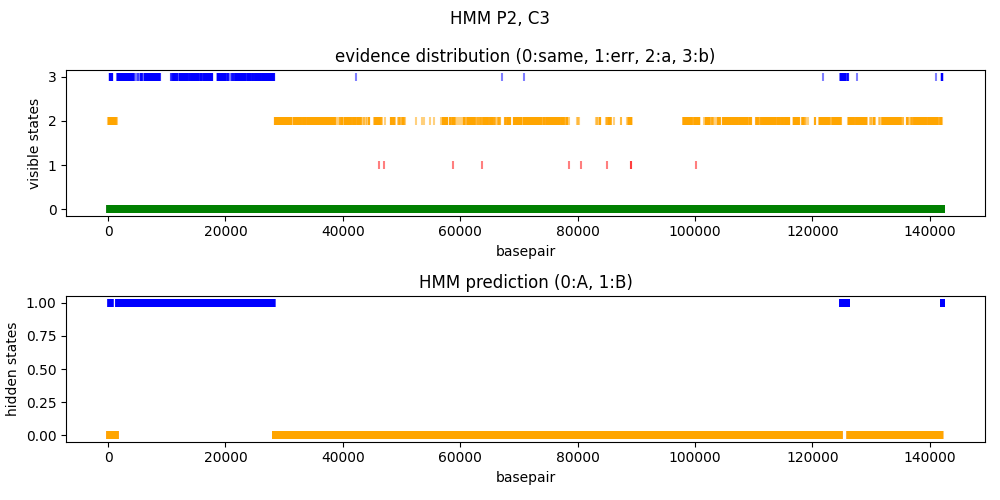 HMM P2, C3
evidence distribution (0:same, 1:err, 2:a, 3:b)
visible states
3
2
1
0
0 20000 40000 60000 80000 100000 120000 140000
basepair
HMM prediction (0:A, 1:B)
hidden states
1.00
0.75
0.50
0.25
0.00
0 20000 40000 60000 80000 100000 120000 140000
basepair